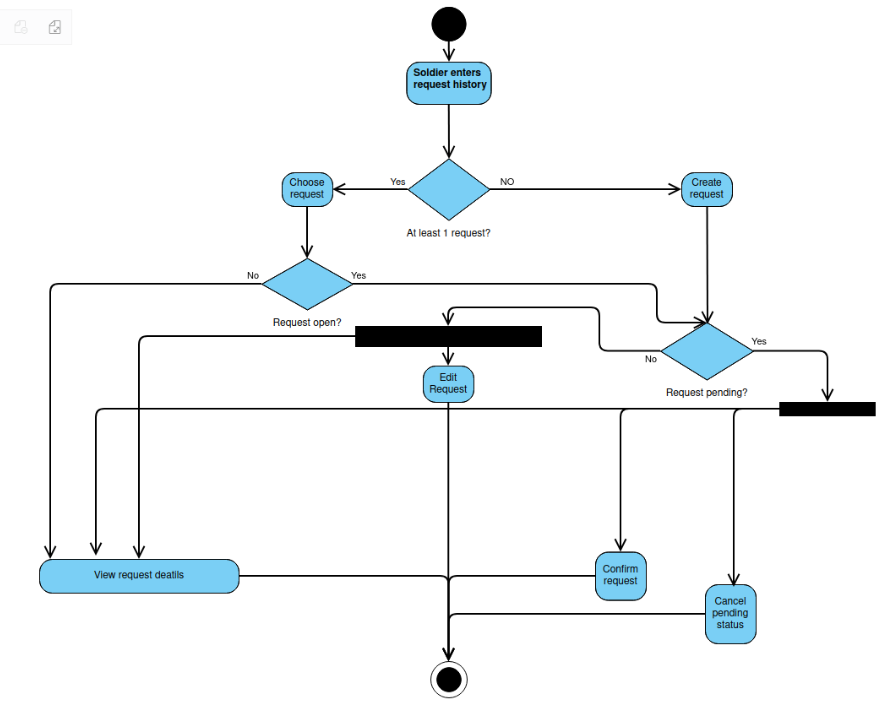 Soldier enters
request history
Choose
request
Yes
NO
Create
request
At least 1 request?
No
Yes
Request open?
Yes
No
Edit
Request
Request pending?
View request deatils
Confirm
request
Cancel
pending
status